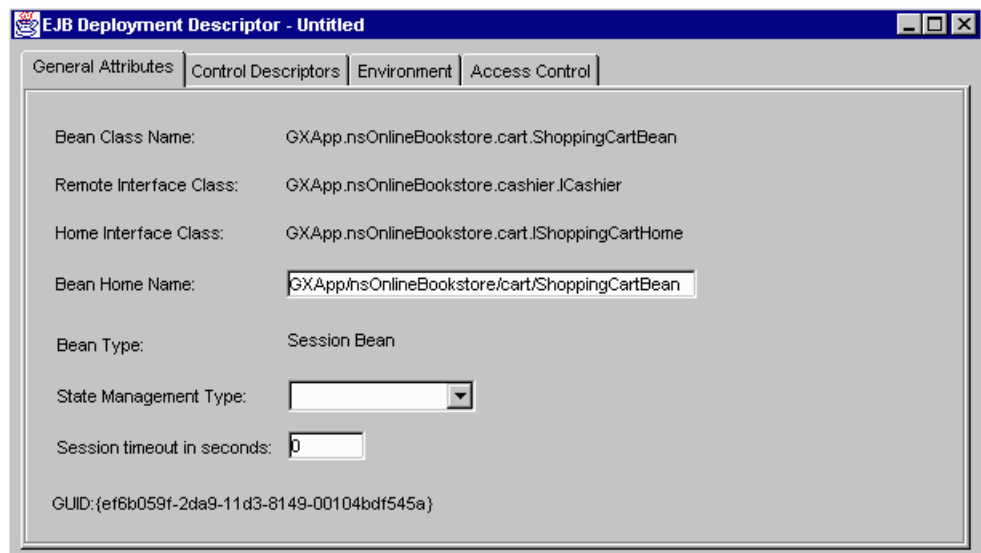 EJB Deployment Descriptor - Untitled
General Attributes Control Descriptors Environment Access Control
Bean Class Name: GXApp.nsOnlineBookstore.cart.ShoppingCartBean
Remote Interface Class: GXApp.nsOnlineBookstore.cashier.ICashier
Home Interface Class: GXApp.nsOnlineBookstore.cart.IShoppingCartHome
Bean Home Name: GXApp/nsOnlineBookstore/cart/ShoppingCartBean
Bean Type: Session Bean
State Management Type:
Session timeout in seconds: 0
GUID:{ef6b059f-2da9-11d3-8149-00104bdf545a}